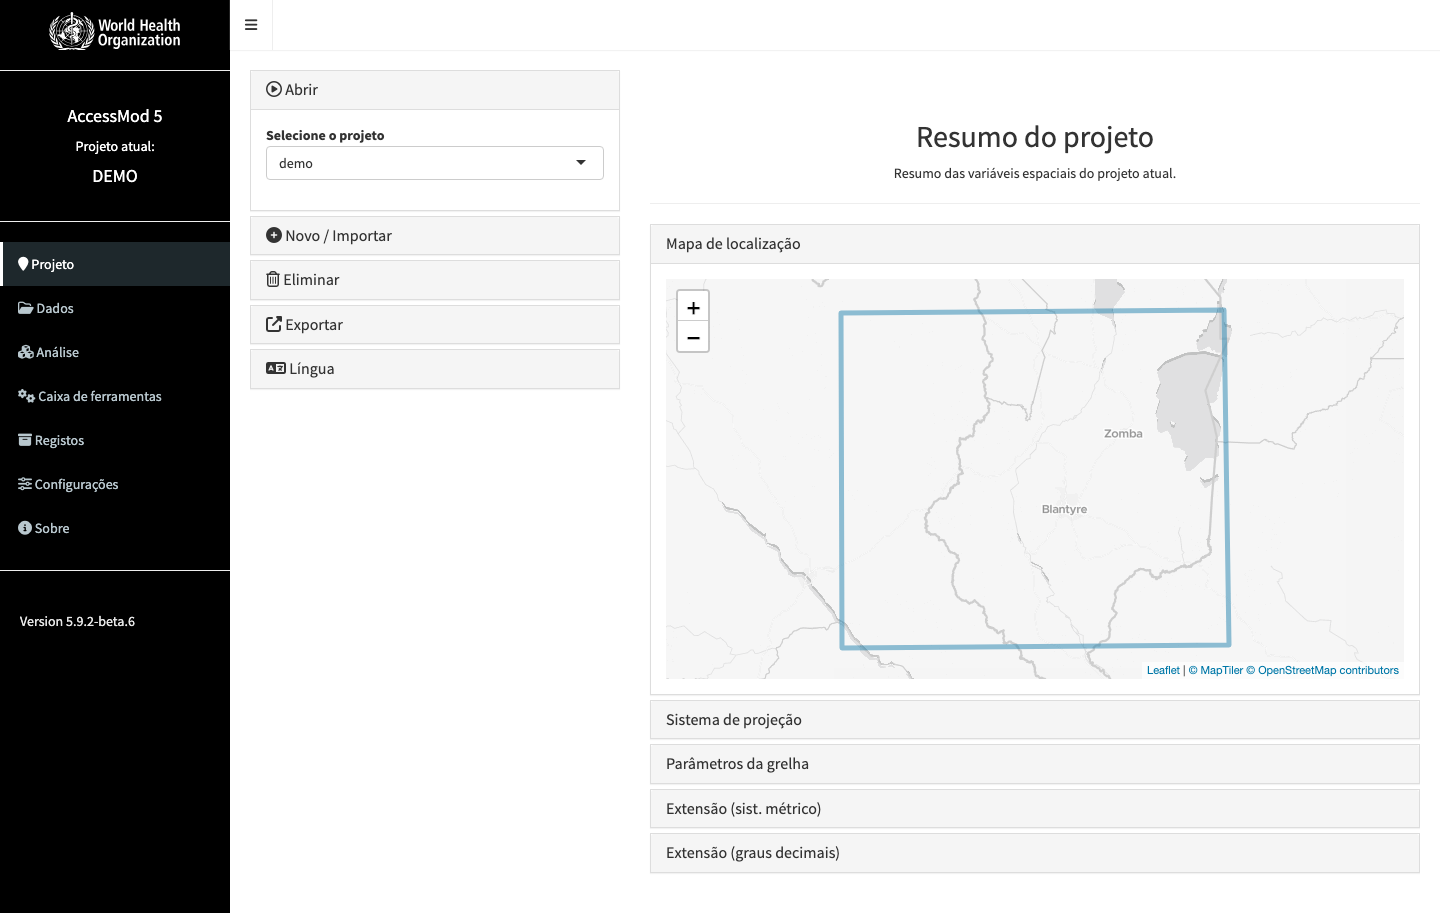 World Health
Organization
AccessMod 5
Projeto atual:
DEMO
Projeto
Dados
Análise
Caixa de ferramentas
Registos
Configurações
Sobre
Version 5.9.2-beta.6
Abrir
Selecione o projeto
demo
Novo / Importar
Eliminar
Exportar
Língua
Resumo do projeto
Resumo das variáveis espaciais do projeto atual.
Mapa de localização
+
−
Zomba
Blantyre
Leaflet | © MapTiler © OpenStreetMap contributors
Sistema de projeção
Parâmetros da grelha
Extensão (sist. métrico)
Extensão (graus decimais)